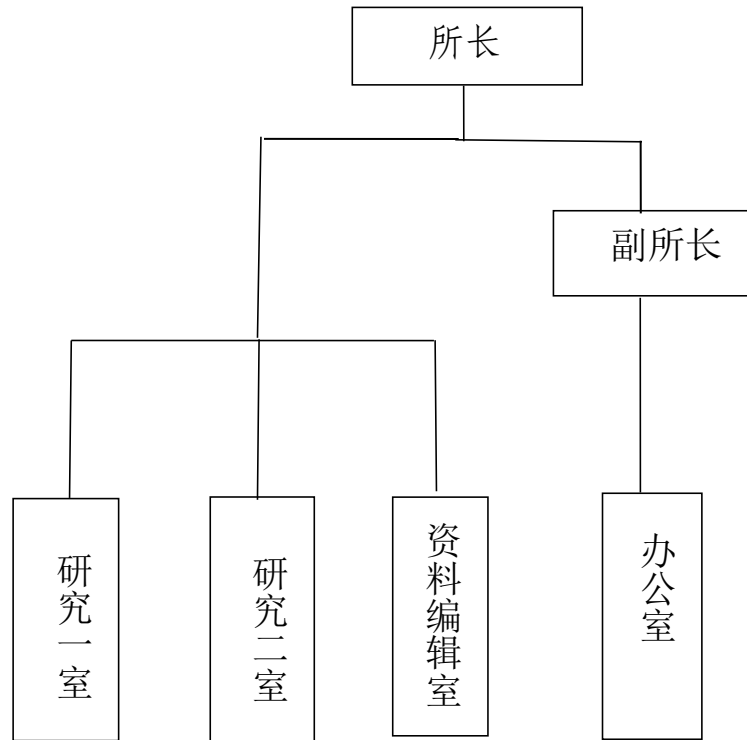 所长
副所长
研究一室
研究二室
资料编辑室
办公室